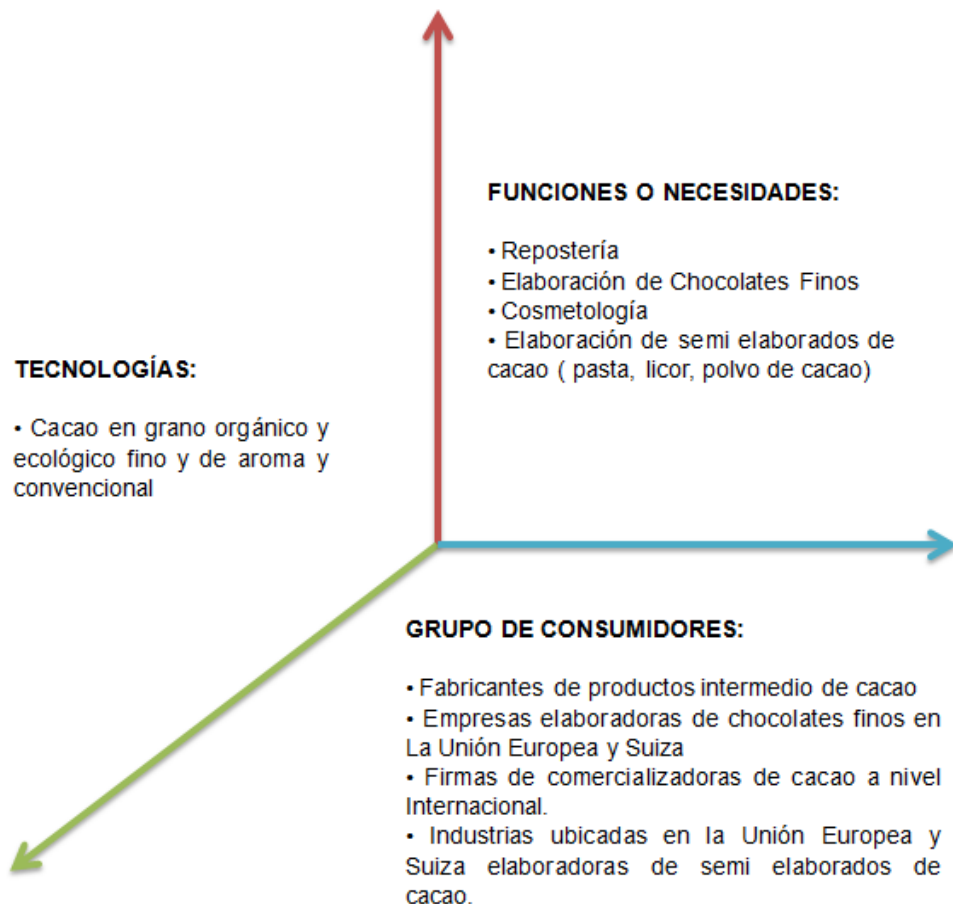 FUNCIONES O NECESIDADES:
• Repostería
• Elaboración de Chocolates Finos
• Cosmetología
• Elaboración de semi elaborados de
cacao ( pasta, licor, polvo de cacao)
TECNOLOGÍAS:
• Cacao en grano orgánico y
ecológico fino y de aroma y
convencional
GRUPO DE CONSUMIDORES:
• Fabricantes de productos intermedio de cacao
• Empresas elaboradoras de chocolates finos en
La Unión Europea y Suiza
• Firmas de comercializadoras de cacao a nivel
Internacional.
• Industrias ubicadas en la Unión Europea y
Suiza elaboradoras de semi elaborados de
cacao.